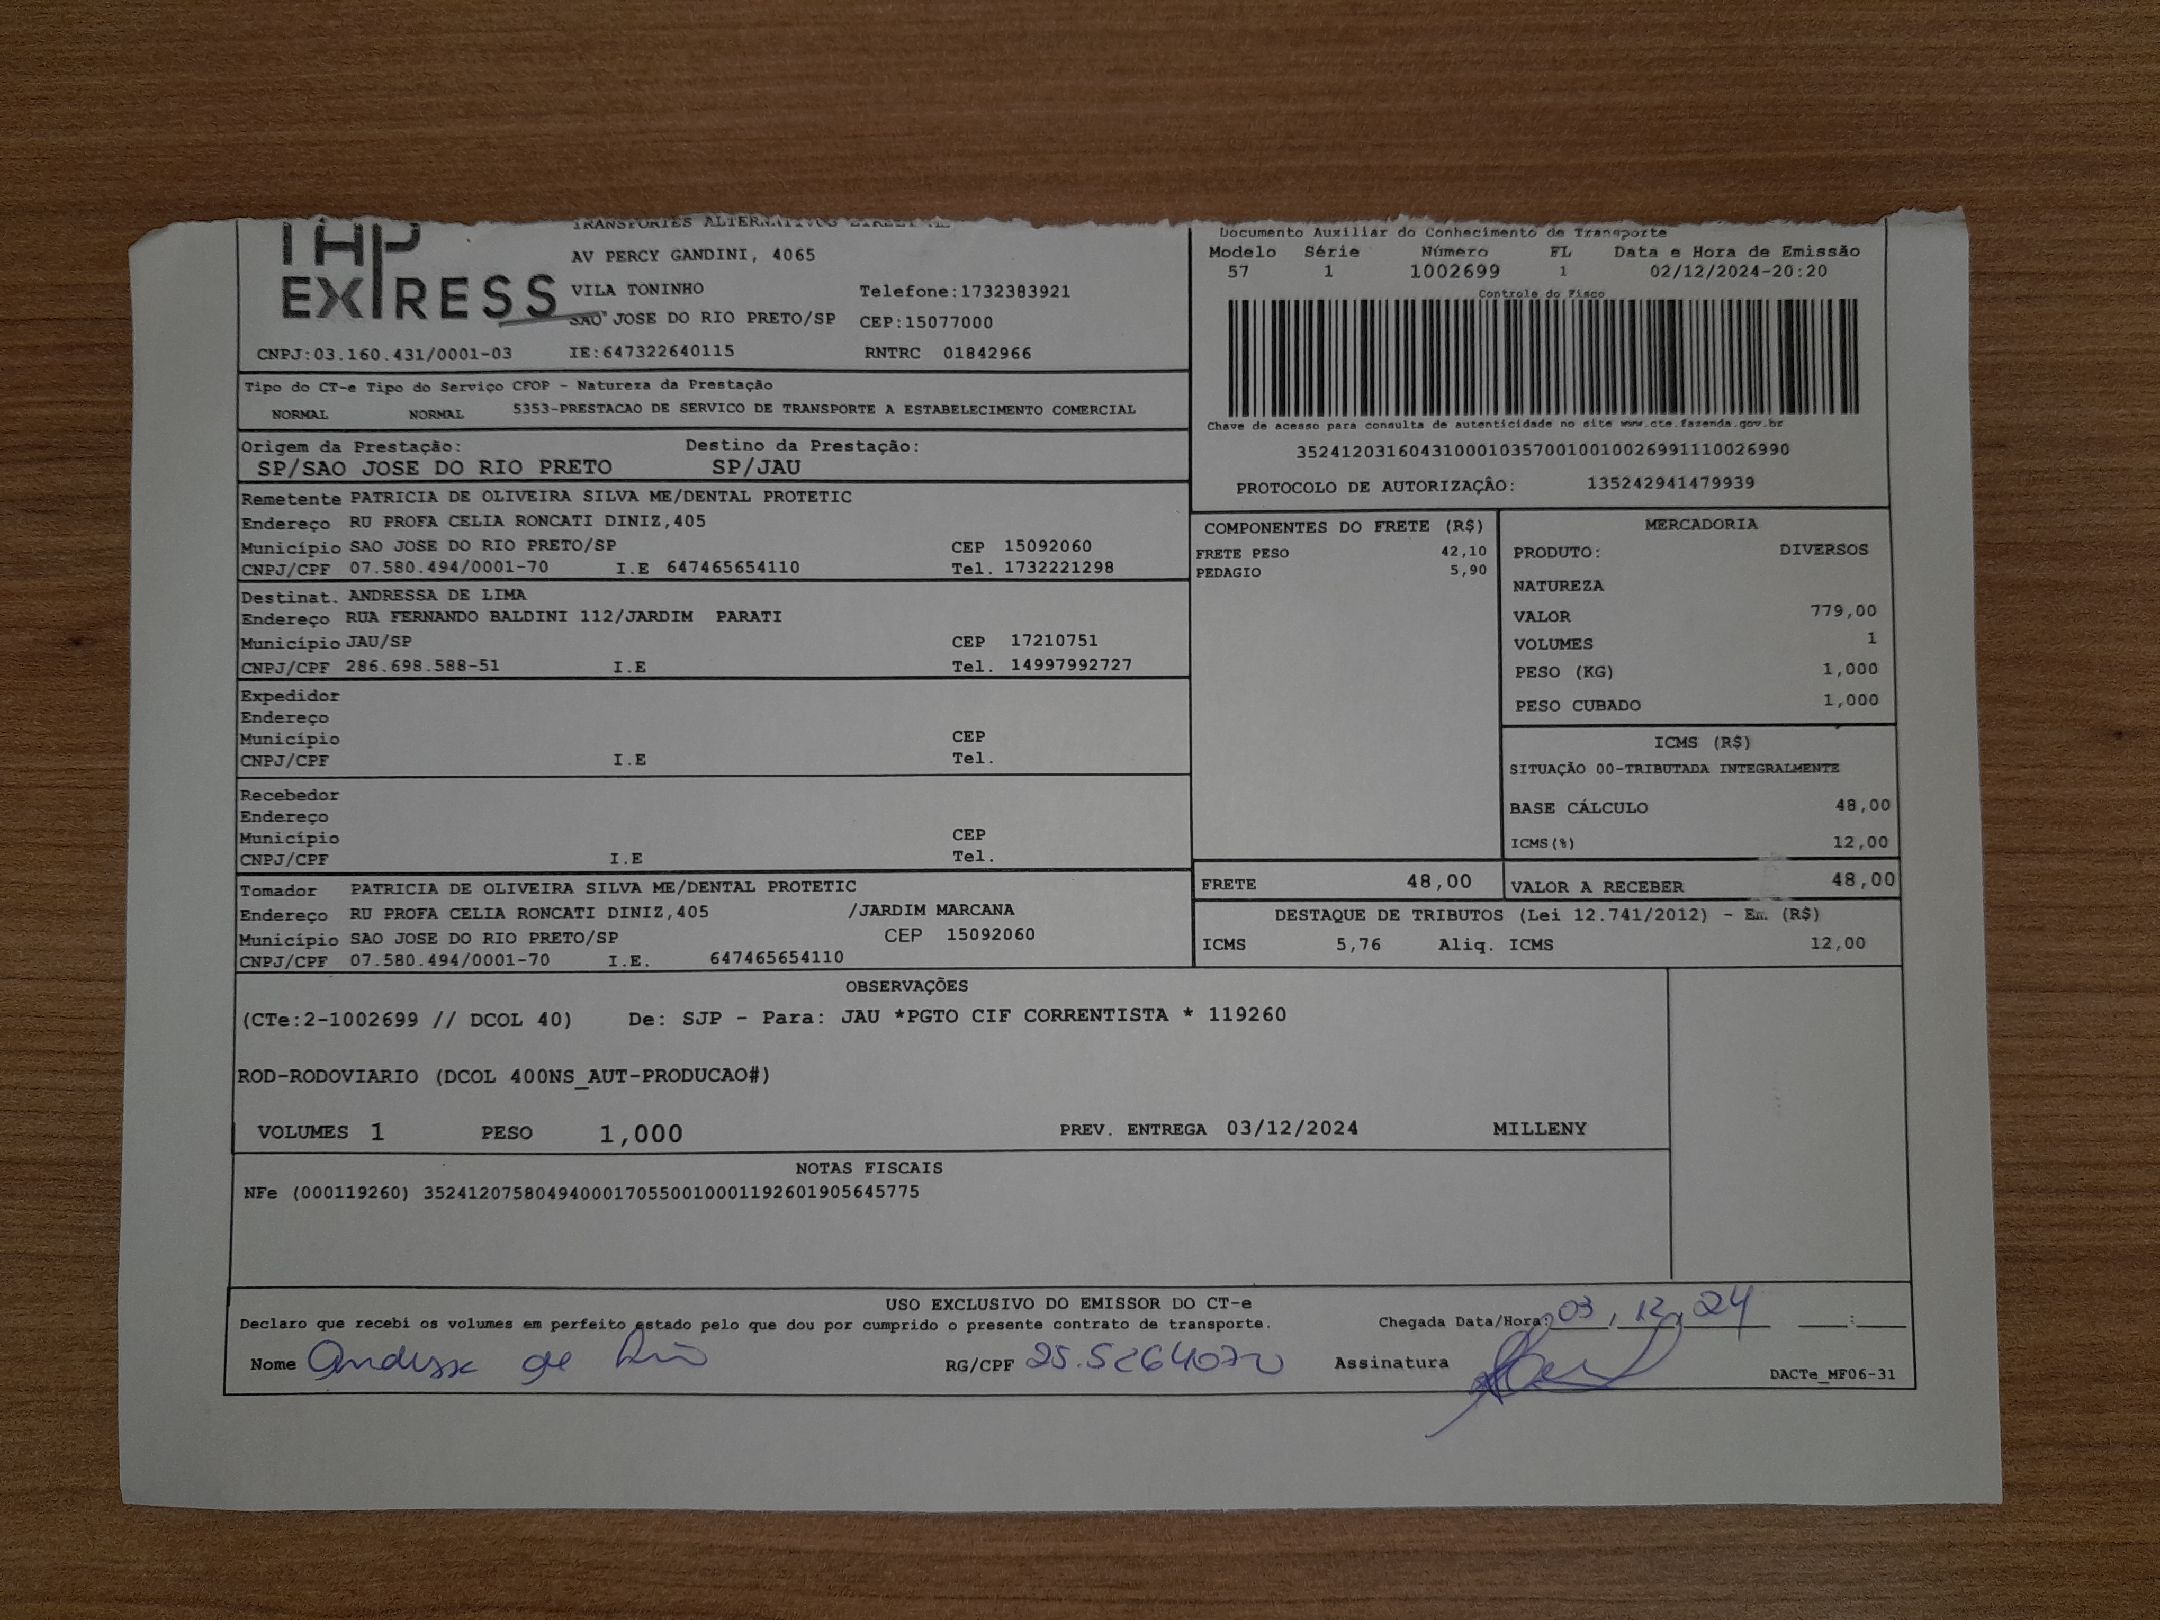 TRANSPORTES ALTERNATIVOS
THP
EXPRESS
AV PERCY GANDINI, 4065
VILA TONINHO Telefone:1732383921
SAO JOSE DO RIO PRETO/SP CEP:15077000
CNPJ:03.160.431/0001-03 IE:647322640115 RNTRC 01842966
Documento Auxiliar do Conhecimento de Transporte
Modelo Série Número FL Data e Hora de Emissão
57 1 1002699 1 02/12/2024-20:20
Controle do Fisco
Chave de acesso para consulta de autenticidade no site www.cte.fazenda.gov.br
35241203160431000103570010010026991110026990
PROTOCOLO DE AUTORIZAÇÂO: 135242941479939
Tipo do CT-e Tipo do Serviço CFOP - Natureza da Prestação
NORMAL NORMAL 5353-PRESTACAO DE SERVICO DE TRANSPORTE A ESTABELECIMENTO COMERCIAL
Origem da Prestação: Destino da Prestação:
SP/SAO JOSE DO RIO PRETO SP/JAU
Remetente PATRICIA DE OLIVEIRA SILVA ME/DENTAL PROTETIC
Endereço RU PROFA CELIA RONCATI DINIZ,405
Município SAO JOSE DO RIO PRETO/SP CEP 15092060
CNPJ/CPF 07.580.494/0001-70 I.E 647465654110 Tel. 1732221298
Destinat. ANDRESSA DE LIMA
Endereço RUA FERNANDO BALDINI 112/JARDIM PARATI
Município JAU/SP CEP 17210751
CNPJ/CPF 286.698.588-51 I.E Tel. 14997992727
Expedidor
Endereço
Município CEP
CNPJ/CPF I.E Tel.
Recebedor
Endereço
Município CEP
CNPJ/CPF I.E Tel.
Tomador PATRICIA DE OLIVEIRA SILVA ME/DENTAL PROTETIC
Endereço RU PROFA CELIA RONCATI DINIZ,405 /JARDIM MARCANA
Município SAO JOSE DO RIO PRETO/SP CEP 15092060
CNPJ/CPF 07.580.494/0001-70 I.E. 647465654110
COMPONENTES DO FRETE (R$)
FRETE PESO 42,10
PEDAGIO 5,90
MERCADORIA
PRODUTO: DIVERSOS
NATUREZA
VALOR 779,00
VOLUMES 1
PESO (KG) 1,000
PESO CUBADO 1,000
ICMS (R$)
SITUAÇÃO 00-TRIBUTADA INTEGRALMENTE
BASE CÁLCULO 48,00
ICMS(%) 12,00
FRETE 48,00 VALOR A RECEBER 48,00
DESTAQUE DE TRIBUTOS (Lei 12.741/2012) - Em (R$)
ICMS 5,76 Aliq. ICMS 12,00
OBSERVAÇÕES
(CTe:2-1002699 // DCOL 40) De: SJP - Para: JAU *PGTO CIF CORRENTISTA * 119260
ROD-RODOVIARIO (DCOL 400NS_AUT-PRODUCAO#)
VOLUMES 1 PESO 1,000 PREV. ENTREGA 03/12/2024 MILLENY
NOTAS FISCAIS
NFe (000119260) 35241207580494000170550010001192601905645775
USO EXCLUSIVO DO EMISSOR DO CT-e
Declaro que recebi os volumes em perfeito estado pelo que dou por cumprido o presente contrato de transporte. Chegada Data/Hora: 03, 12, 24 :
Nome RG/CPF Assinatura DACTe_MF06-31